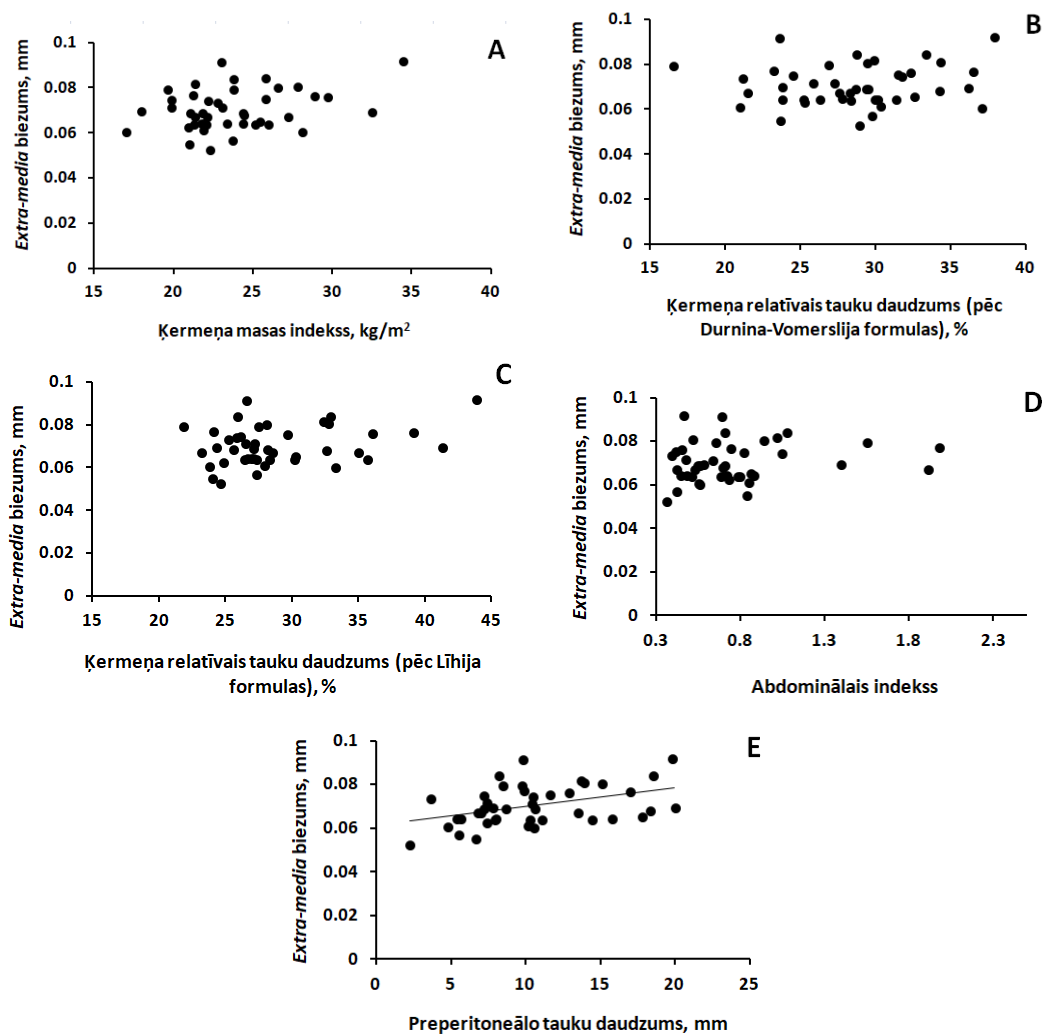 A
Extra-media biezums, mm
0.1
0.08
0.06
0.04
0.02
0
15 20 25 30 35 40
Ķermeņa masas indekss, kg/m²
B
Extra-media biezums, mm
0.1
0.08
0.06
0.04
0.02
0
15 20 25 30 35 40
Ķermeņa relatīvais tauku daudzums (pēc
Durnina-Vomerslija formulas), %
C
Extra-media biezums, mm
0.1
0.08
0.06
0.04
0.02
0
15 20 25 30 35 40 45
Ķermeņa relatīvais tauku daudzums (pēc Līhija
formulas), %
D
Extra-media biezums, mm
0.1
0.08
0.06
0.04
0.02
0
0.3 0.8 1.3 1.8 2.3
Abdominālais indekss
E
Extra-media biezums, mm
0.1
0.08
0.06
0.04
0.02
0
0 5 10 15 20 25
Preperitoneālo tauku daudzums, mm